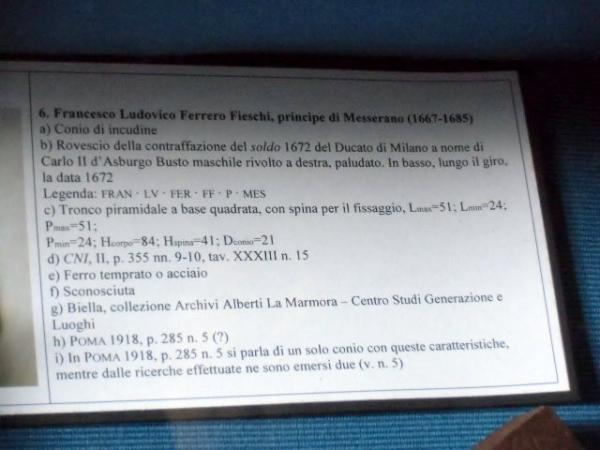 6. Francesco Ludovico Ferrero Fieschi, principe di Messerano (1667-1685)
a) Conio di incudine
b) Rovescio della contraffazione del soldo 1672 del Ducato di Milano a nome di
Carlo II d'Asburgo Busto maschile rivolto a destra, paludato. In basso, lungo il giro,
la data 1672
Legenda: FRAN · LV · FER · FF · P · MES
c) Tronco piramidale a base quadrata, con spina per il fissaggio, Lmax=51; Lmin=24;
Pmax=51;
Pmin=24; Hcorpo=84; Hspina=41; Dconio=21
d) CNI, II, p. 355 nn. 9-10, tav. XXXIII n. 15
e) Ferro temprato o acciaio
f) Sconosciuta
g) Biella, collezione Archivi Alberti La Marmora – Centro Studi Generazione e
Luoghi
h) POMA 1918, p. 285 n. 5 (?)
i) In POMA 1918, p. 285 n. 5 si parla di un solo conio con queste caratteristiche,
mentre dalle ricerche effettuate ne sono emersi due (v. n. 5)